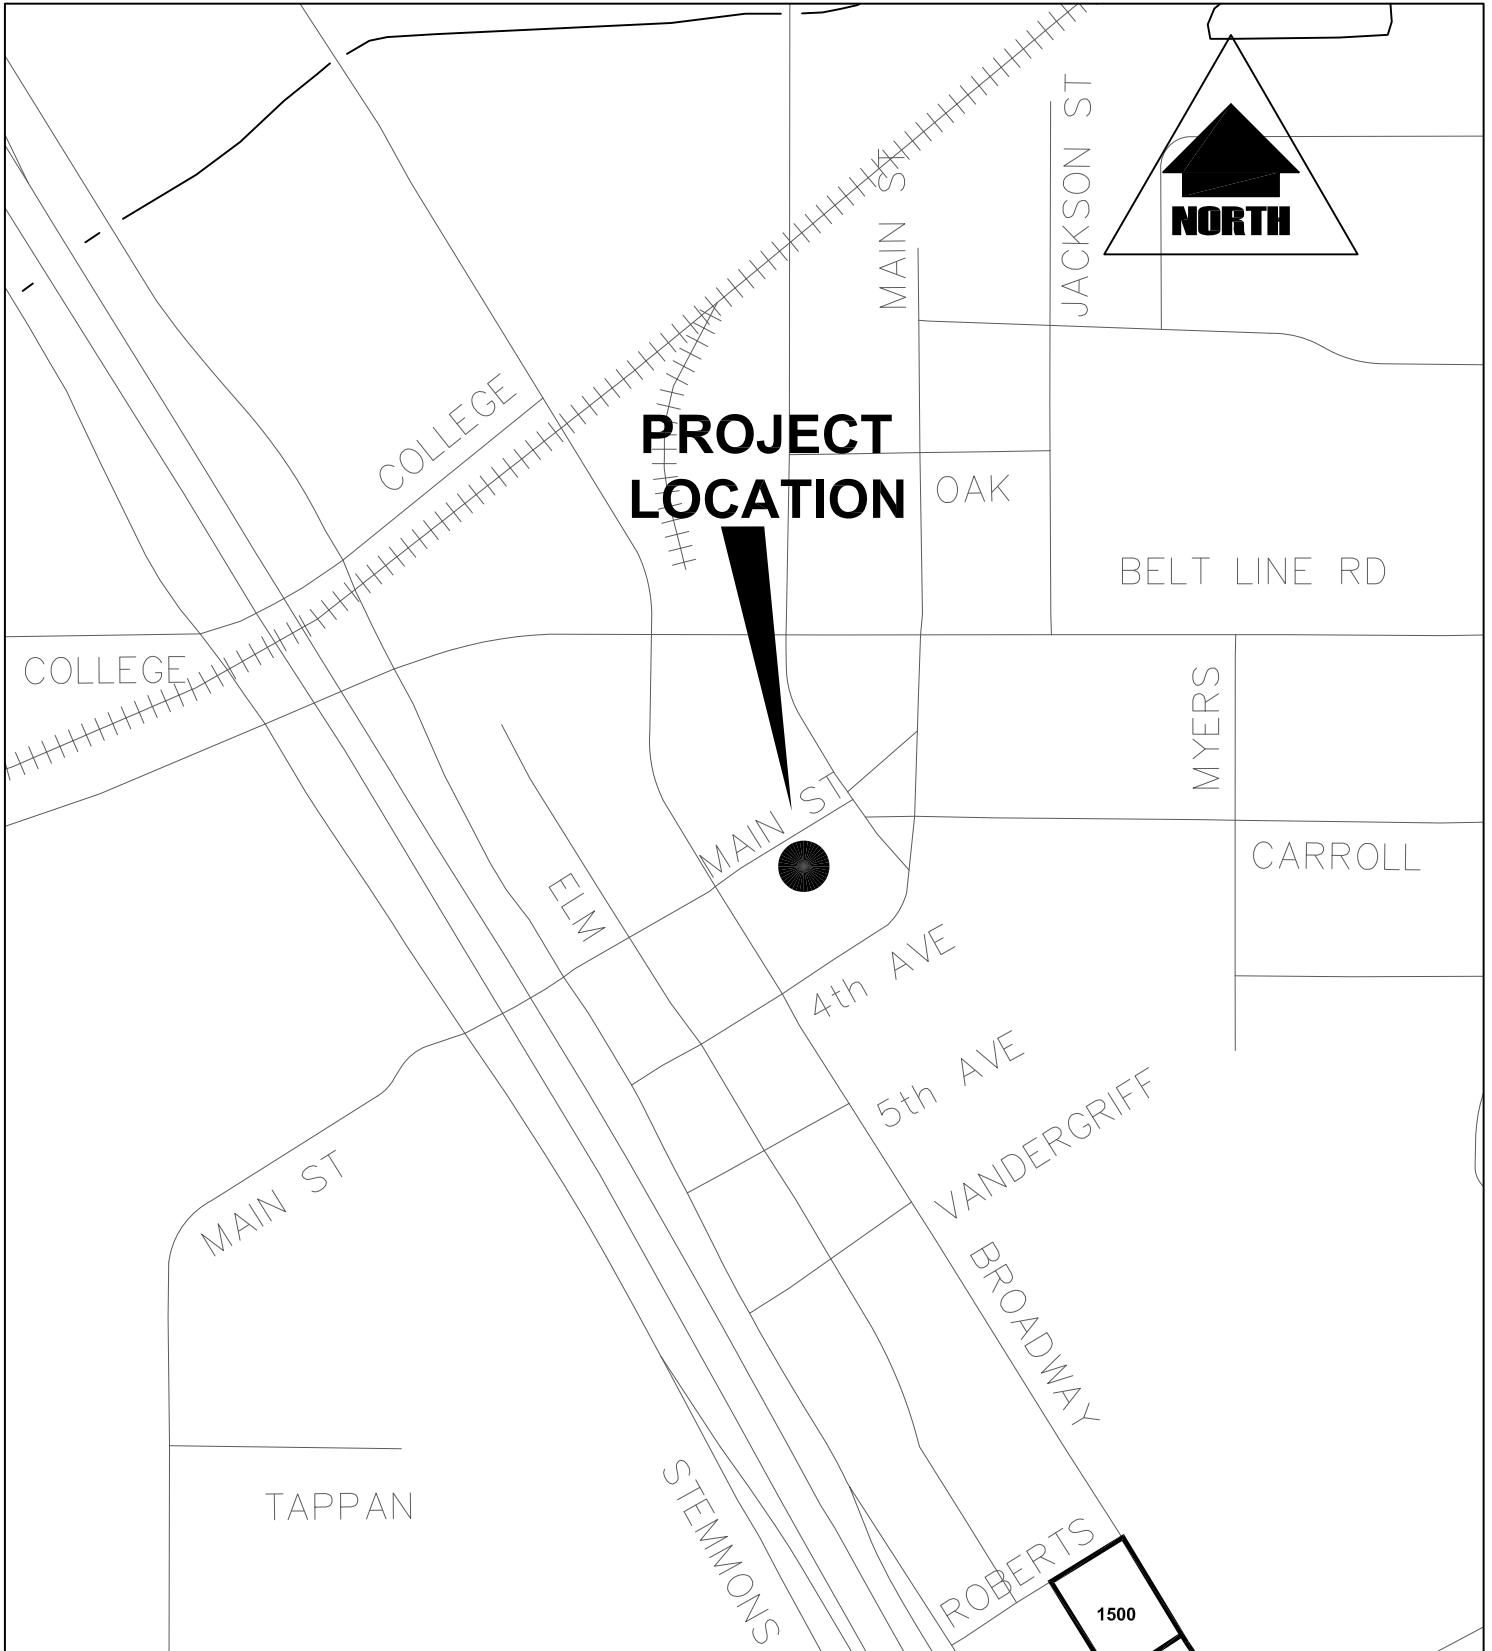 MAIN ST
JACKSON ST
NORTH
COLLEGE
PROJECT
LOCATION
OAK
BELT LINE RD
COLLEGE
MYERS
MAIN ST
CARROLL
ELM
4th AVE
5th AVE
VANDERGRIFF
MAIN ST
BROADWAY
TAPPAN
STEMMONS
ROBERTS
1500